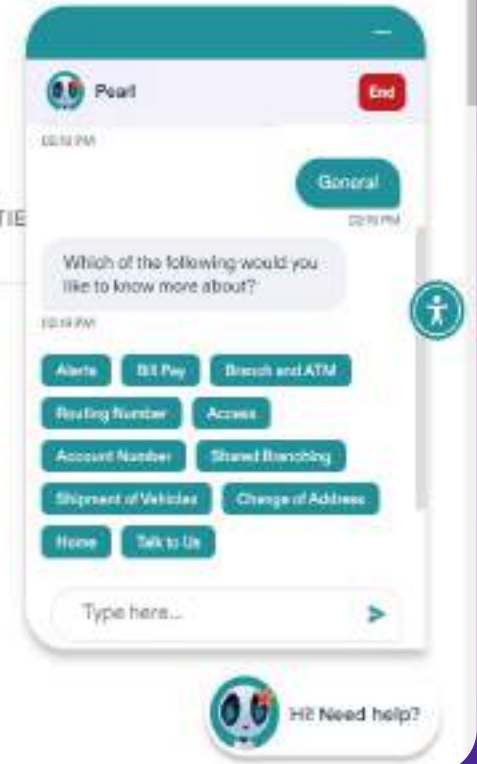 Pearl
End
General
TIE
Which of the following would you
like to know more about?
Alerts Bill Pay Branch and ATM
Routing Number Access
Account Number Shared Branching
Shipment of Vehicles Change of Address
Home Talk to Us
Type here...
Hi! Need help?